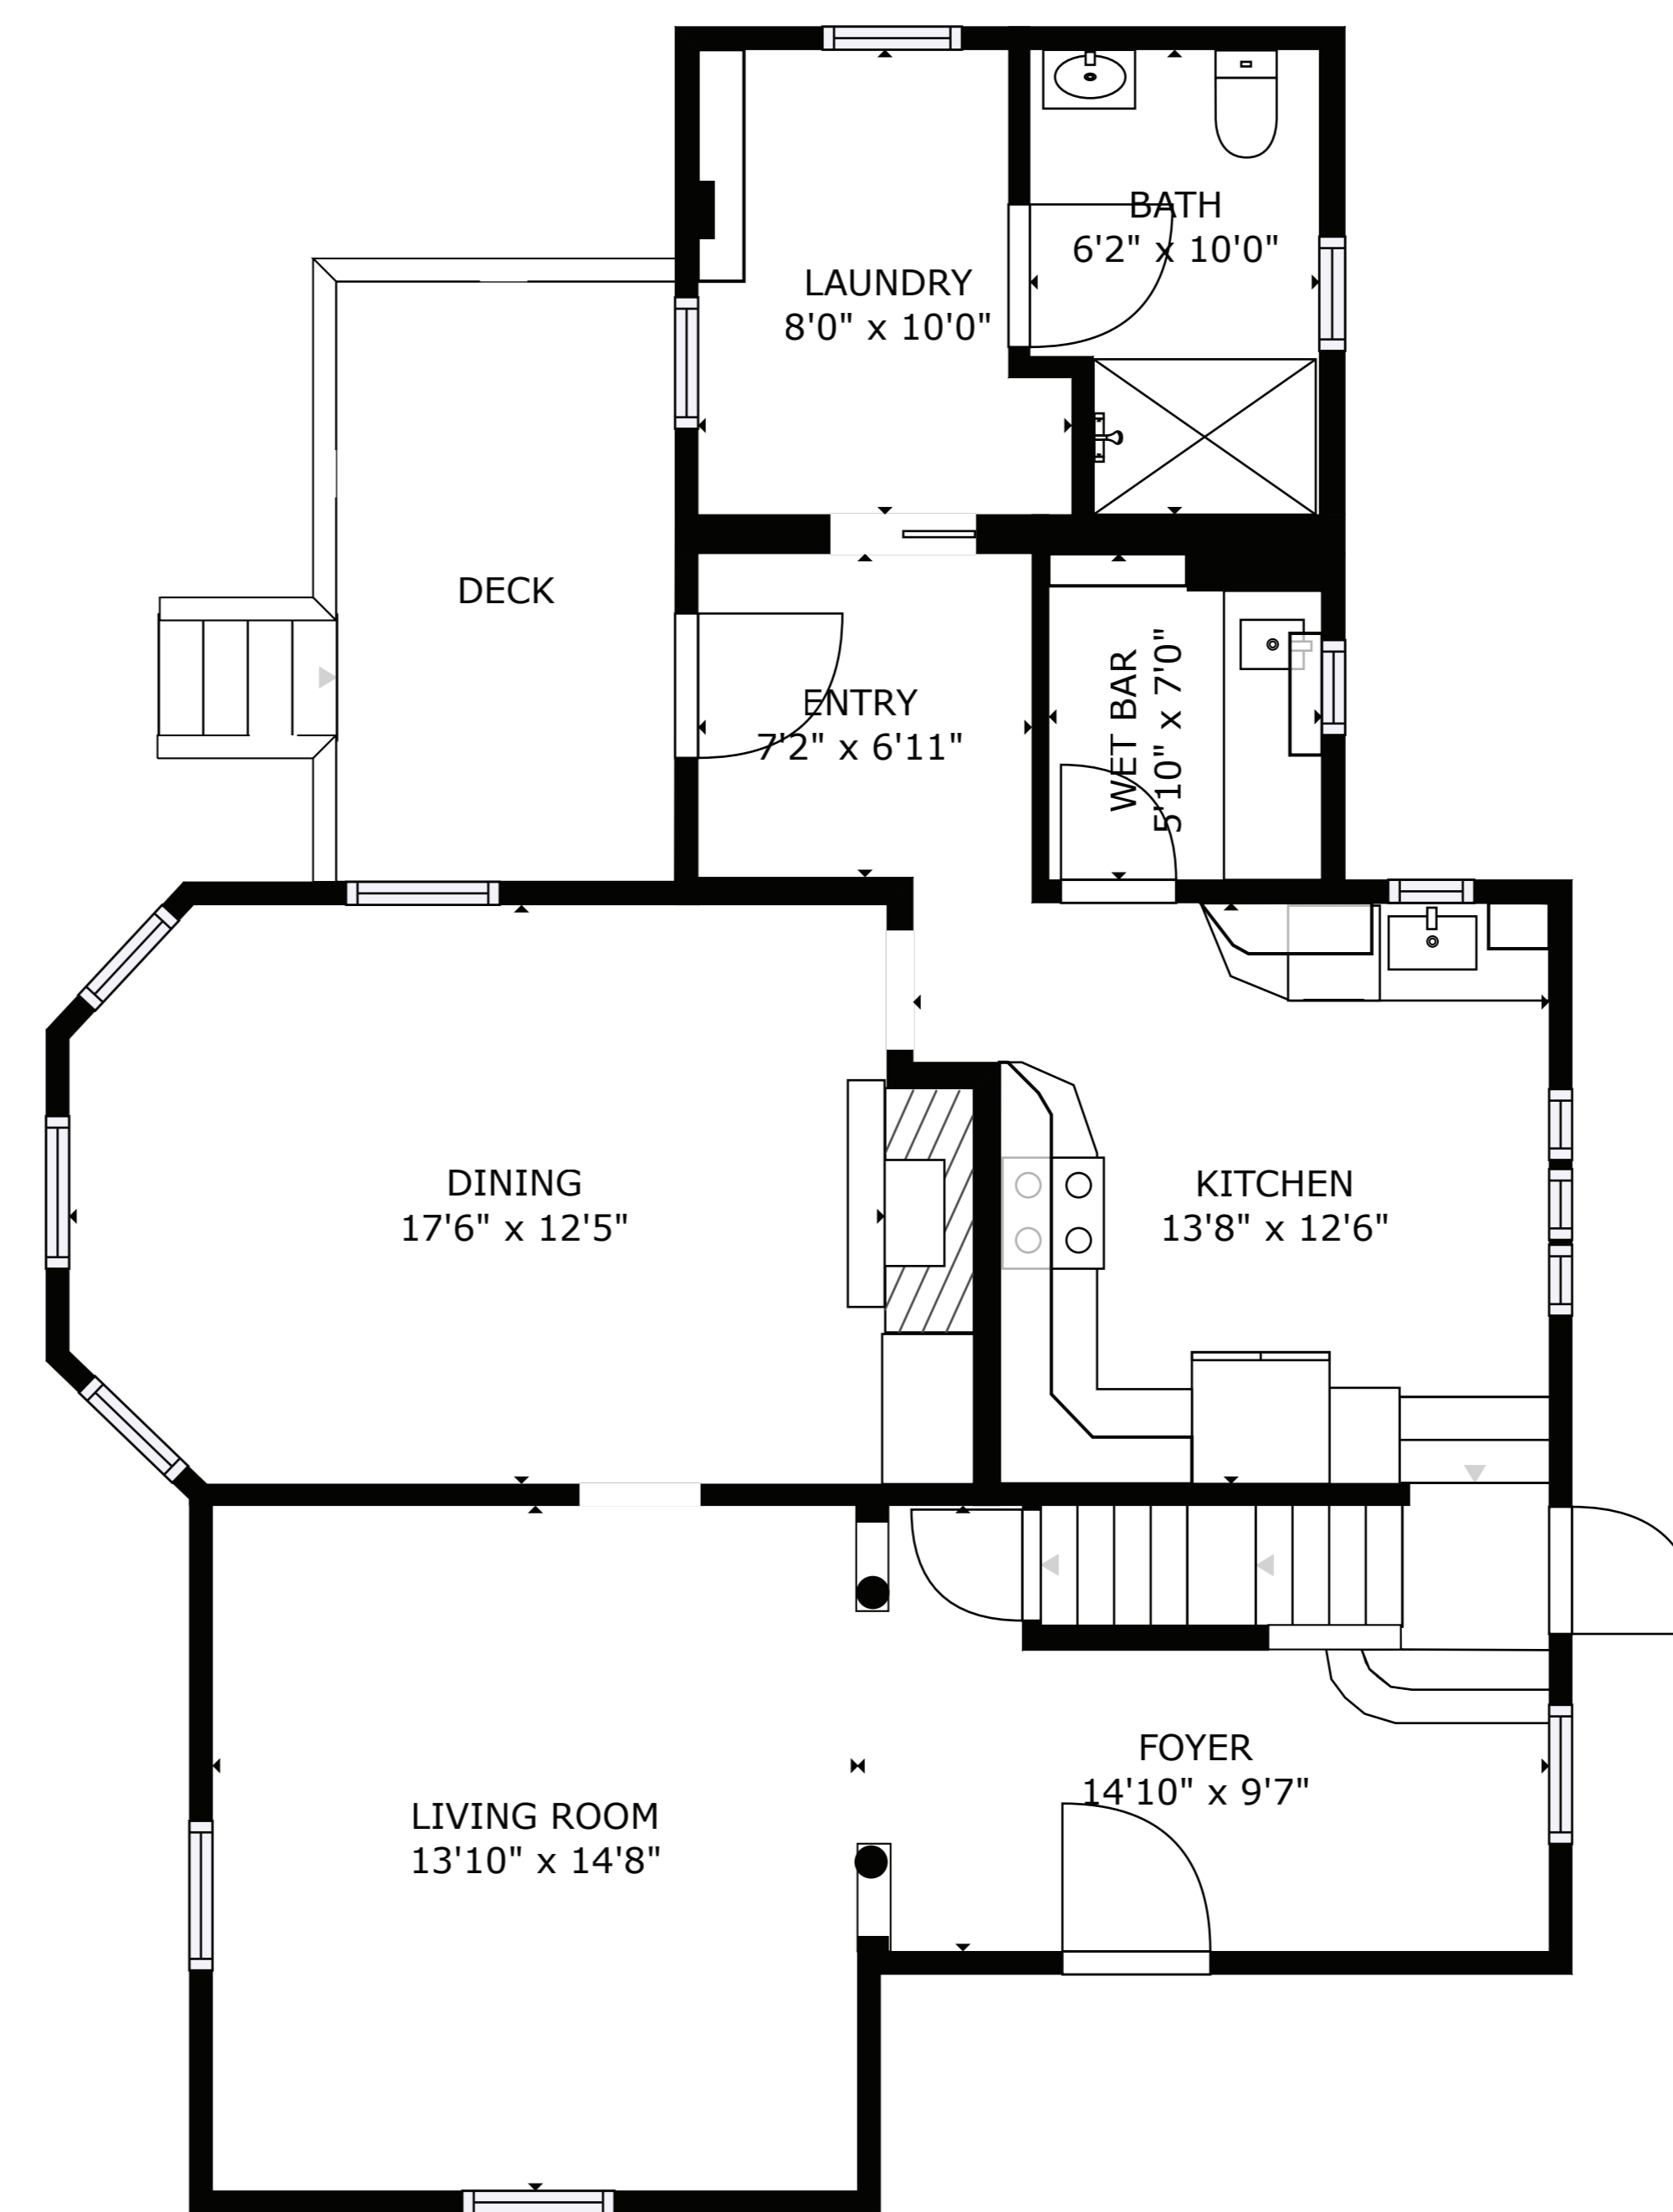 BATH
6'2" x 10'0"
LAUNDRY
8'0" x 10'0"
DECK
ENTRY
7'2" x 6'11"
WET BAR
5'10" x 7'0"
DINING
17'6" x 12'5"
KITCHEN
13'8" x 12'6"
FOYER
14'10" x 9'7"
LIVING ROOM
13'10" x 14'8"